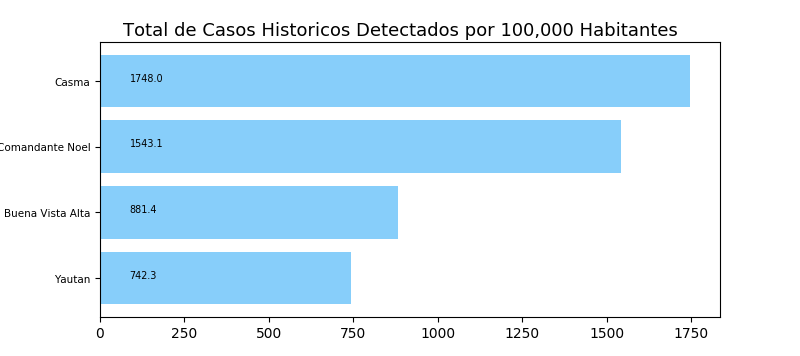 Total de Casos Historicos Detectados por 100,000 Habitantes
Casma 1748.0
Comandante Noel 1543.1
Buena Vista Alta 881.4
Yautan 742.3
0 250 500 750 1000 1250 1500 1750